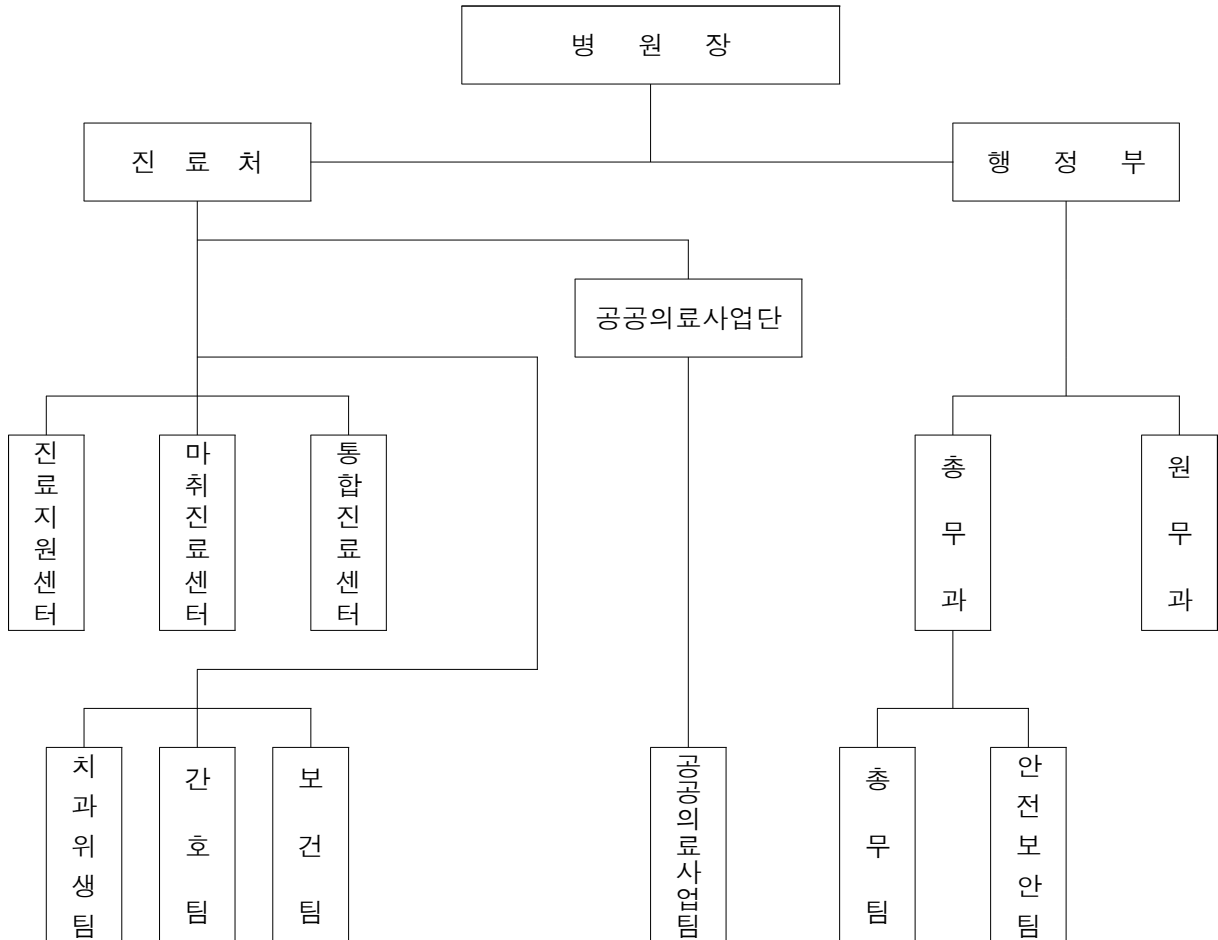 병 원 장
진 료 처
행 정 부
공공의료사업단
진료지원센터
마취진료센터
통합진료센터
총무과
원무과
치과위생팀
간호팀
보건팀
공공의료사업팀
총무팀
안전보안팀